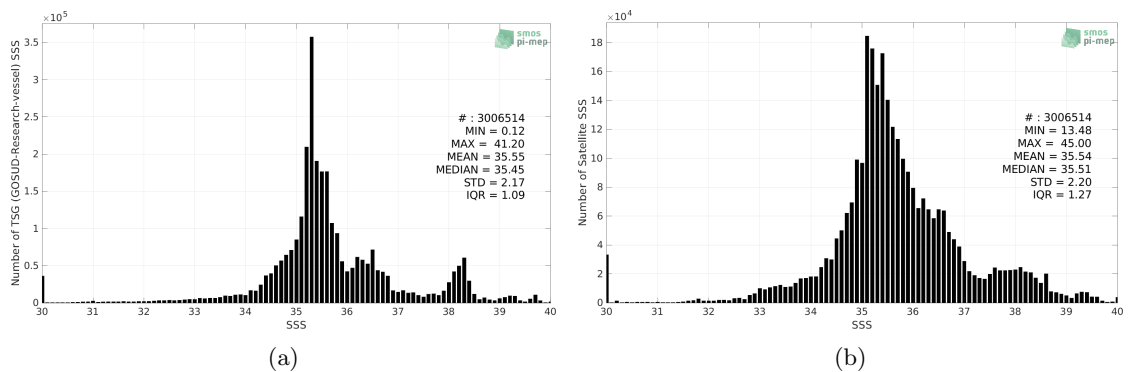 ×10⁵
Number of TSG (GOSUD-Research-vessel) SSS
3.5
3
2.5
2
1.5
1
0.5
0
30 31 32 33 34 35 36 37 38 39 40
SSS
smos
pi-mep
# : 3006514
MIN = 0.12
MAX = 41.20
MEAN = 35.55
MEDIAN = 35.45
STD = 2.17
IQR = 1.09
(a)
×10⁴
Number of Satellite SSS
18
16
14
12
10
8
6
4
2
0
30 31 32 33 34 35 36 37 38 39 40
SSS
smos
pi-mep
# : 3006514
MIN = 13.48
MAX = 45.00
MEAN = 35.54
MEDIAN = 35.51
STD = 2.20
IQR = 1.27
(b)